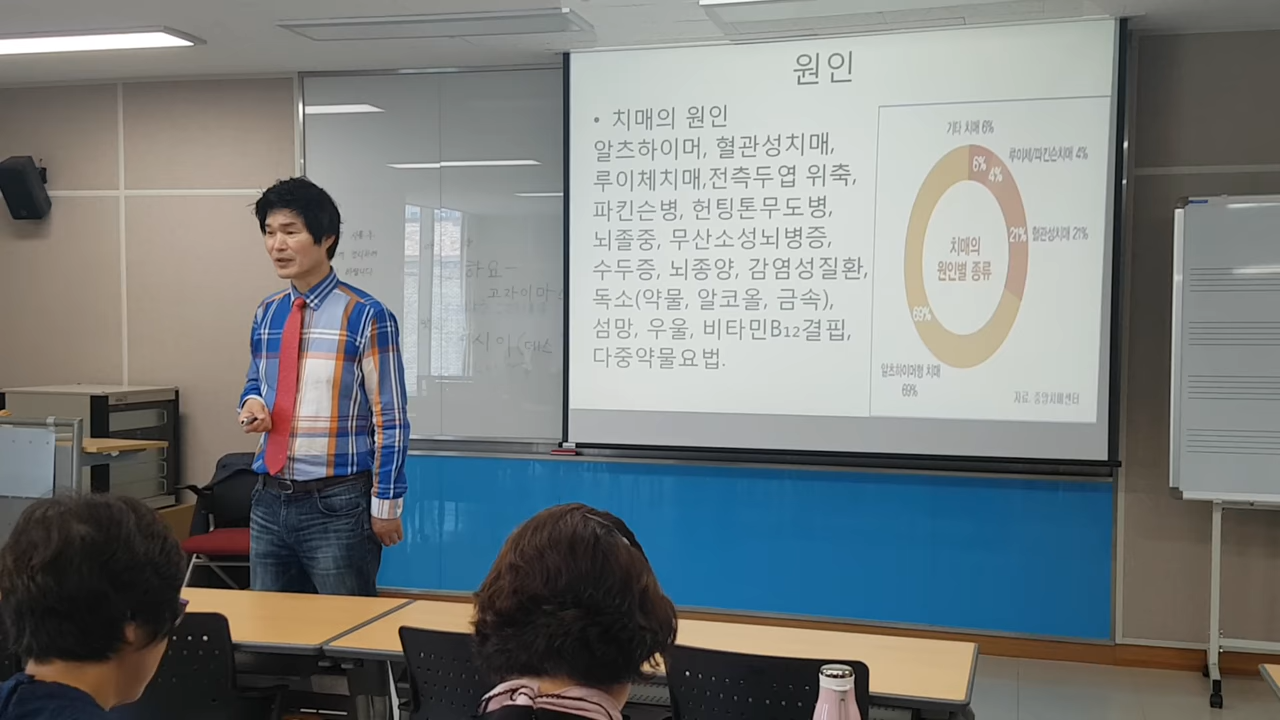 원인
• 치매의 원인
알츠하이머, 혈관성치매,
루이체치매,전측두엽 위축,
파킨슨병, 헌팅톤무도병,
뇌졸중, 무산소성뇌병증,
수두증, 뇌종양, 감염성질환,
독소(약물, 알코올, 금속),
섬망, 우울, 비타민B₁₂결핍,
다중약물요법.
기타 치매 6%
루이체/파킨슨치매 4%
6%
4%
21%
혈관성치매 21%
치매의
원인별 종류
69%
알츠하이머형 치매
69%
자료: 중앙치매센터
하요-
고라이마